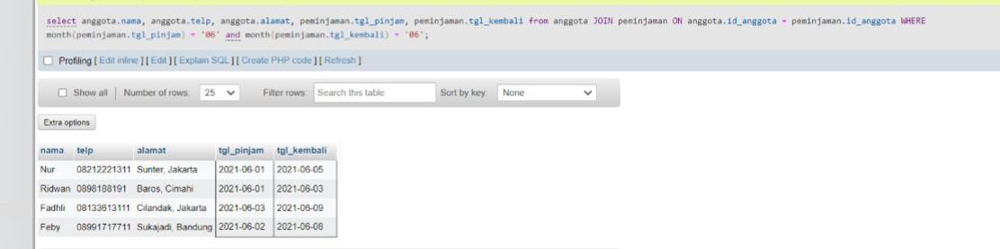 select anggota.nama, anggota.telp, anggota.alamat, peminjaman.tgl_pinjam, peminjaman.tgl_kembali from anggota JOIN peminjaman ON anggota.id_anggota = peminjaman.id_anggota WHERE
month(peminjaman.tgl_pinjam) = '06' and month(peminjaman.tgl_kembali) = '06';
Profiling [ Edit inline ] [ Edit ] [ Explain SQL ] [ Create PHP code ] [ Refresh ]
Show all | Number of rows: 25 Filter rows: Search this table Sort by key: None
Extra options
nama telp alamat tgl_pinjam tgl_kembali
Nur 08212221311 Sunter, Jakarta 2021-06-01 2021-06-05
Ridwan 0898188191 Baros, Cimahi 2021-06-01 2021-06-03
Fadhli 08133613111 Cilandak, Jakarta 2021-06-03 2021-06-09
Feby 08991717711 Sukajadi, Bandung 2021-06-02 2021-06-08